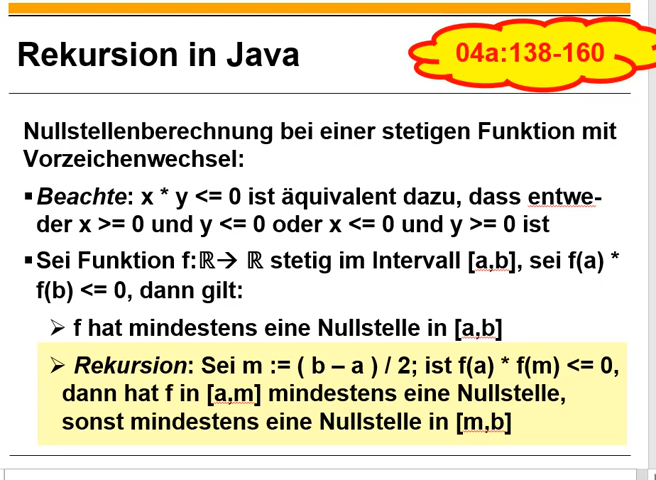 Rekursion in Java
04a:138-160
Nullstellenberechnung bei einer stetigen Funktion mit
Vorzeichenwechsel:
▪ Beachte: x * y <= 0 ist äquivalent dazu, dass entwe-
der x >= 0 und y <= 0 oder x <= 0 und y >= 0 ist
▪ Sei Funktion f:ℝ→ ℝ stetig im Intervall [a,b], sei f(a) *
f(b) <= 0, dann gilt:
➢ f hat mindestens eine Nullstelle in [a,b]
➢ Rekursion: Sei m := ( b – a ) / 2; ist f(a) * f(m) <= 0,
dann hat f in [a,m] mindestens eine Nullstelle,
sonst mindestens eine Nullstelle in [m,b]